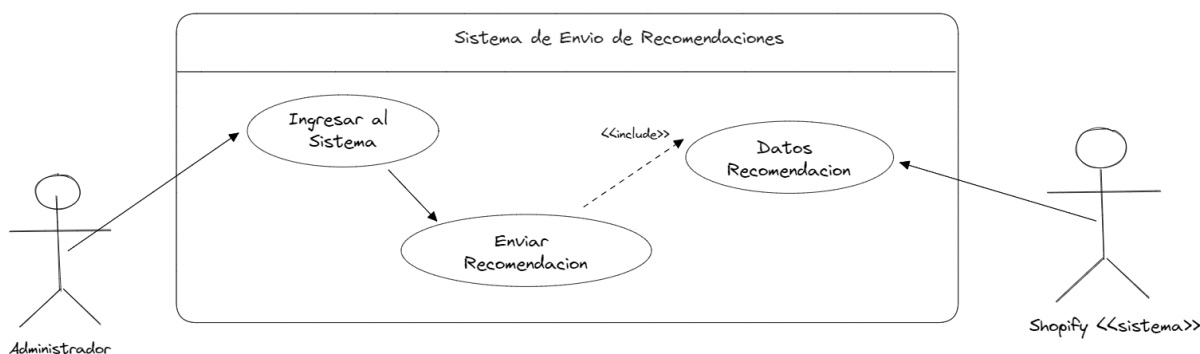 Sistema de Envio de Recomendaciones
Ingresar al
Sistema
<<include>>
Datos
Recomendacion
Enviar
Recomendacion
Administrador
Shopify <<sistema>>